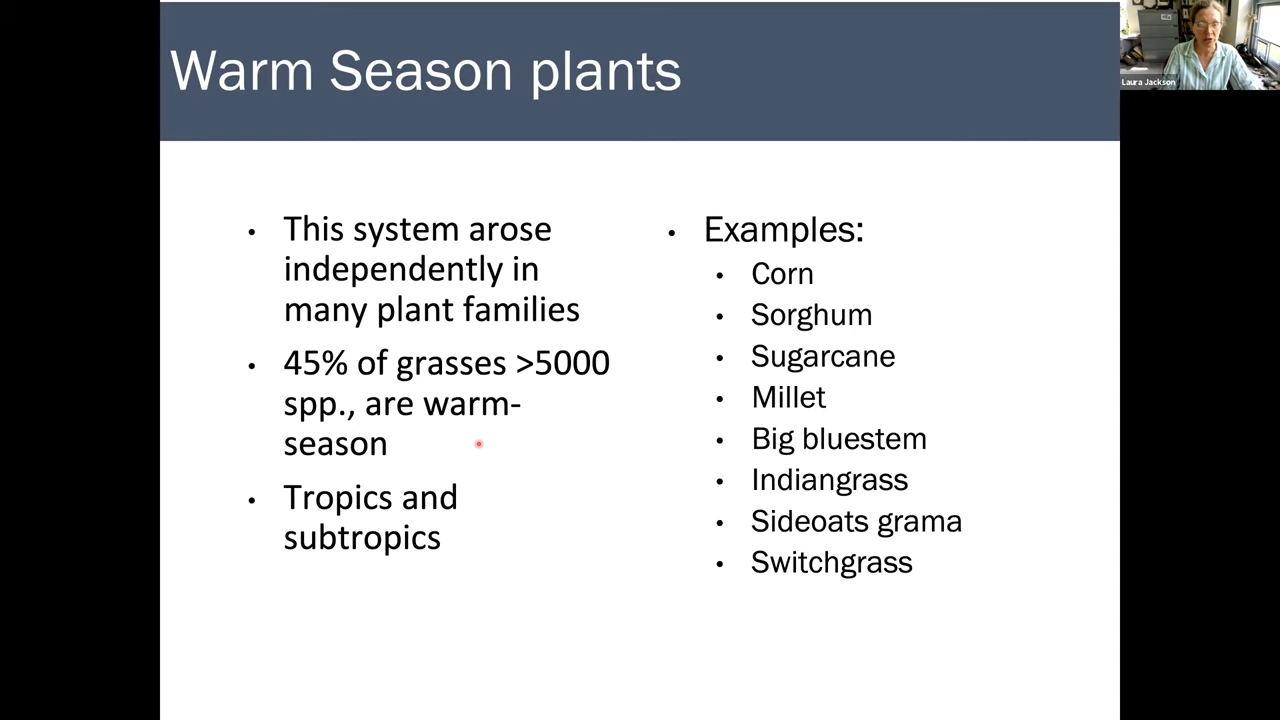 Warm Season plants
Laura Jackson
• This system arose
independently in
many plant families
• 45% of grasses >5000
spp., are warm-
season
• Tropics and
subtropics
• Examples:
• Corn
• Sorghum
• Sugarcane
• Millet
• Big bluestem
• Indiangrass
• Sideoats grama
• Switchgrass